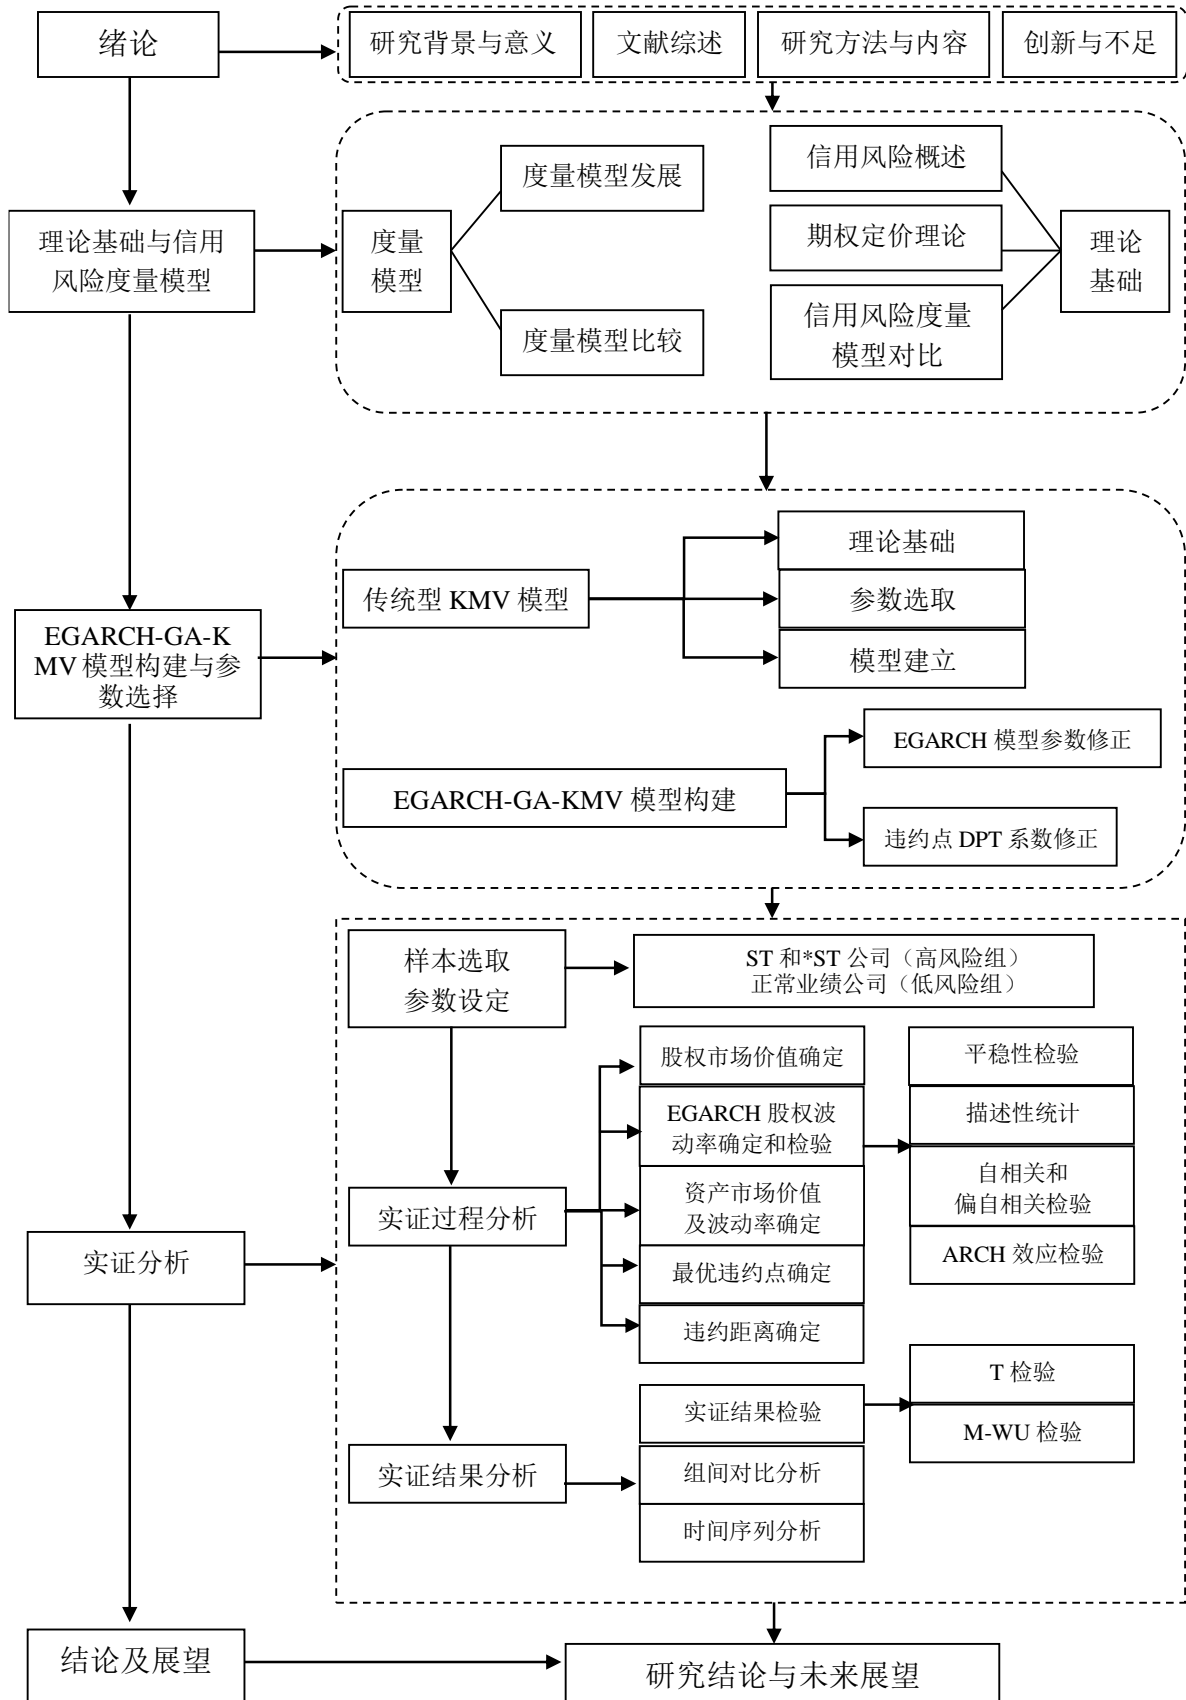 绪论
研究背景与意义
文献综述
研究方法与内容
创新与不足
理论基础与信用
风险度量模型
度量
模型
度量模型发展
度量模型比较
信用风险概述
期权定价理论
信用风险度量
模型对比
理论
基础
EGARCH-GA-K
MV 模型构建与参
数选择
传统型 KMV 模型
理论基础
参数选取
模型建立
EGARCH-GA-KMV 模型构建
EGARCH 模型参数修正
违约点 DPT 系数修正
实证分析
样本选取
参数设定
ST 和*ST 公司（高风险组）
正常业绩公司（低风险组）
实证过程分析
股权市场价值确定
EGARCH 股权波
动率确定和检验
资产市场价值
及波动率确定
最优违约点确定
违约距离确定
平稳性检验
描述性统计
自相关和
偏自相关检验
ARCH 效应检验
实证结果分析
实证结果检验
组间对比分析
时间序列分析
T 检验
M-WU 检验
结论及展望
研究结论与未来展望